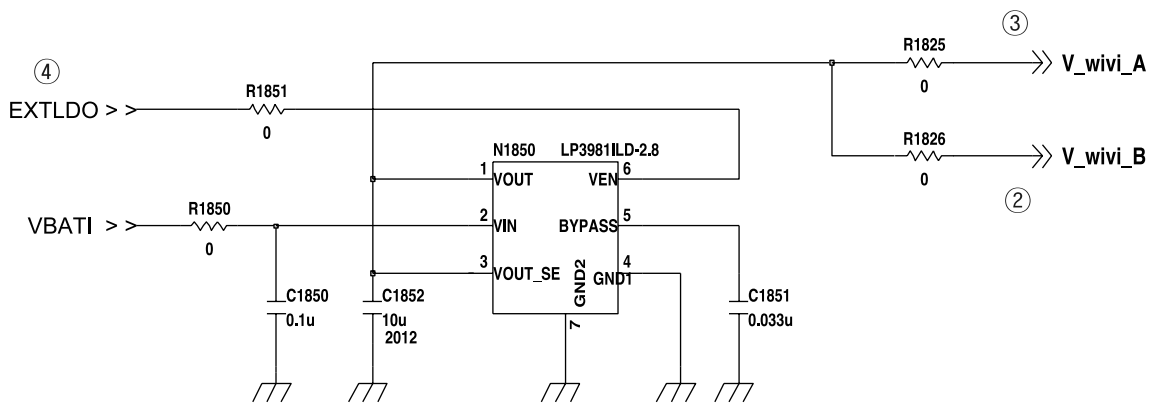 ③
R1825
V_wivi_A
0
④
R1851
EXTLDO > >
0
R1826
V_wivi_B
0
②
N1850 LP3981ILD-2.8
1 VOUT VEN 6
R1850
VBATI > >
0
2 VIN BYPASS 5
3 VOUT_SE GND2 GND1 4
7
C1850
0.1u
C1852
10u
2012
C1851
0.033u